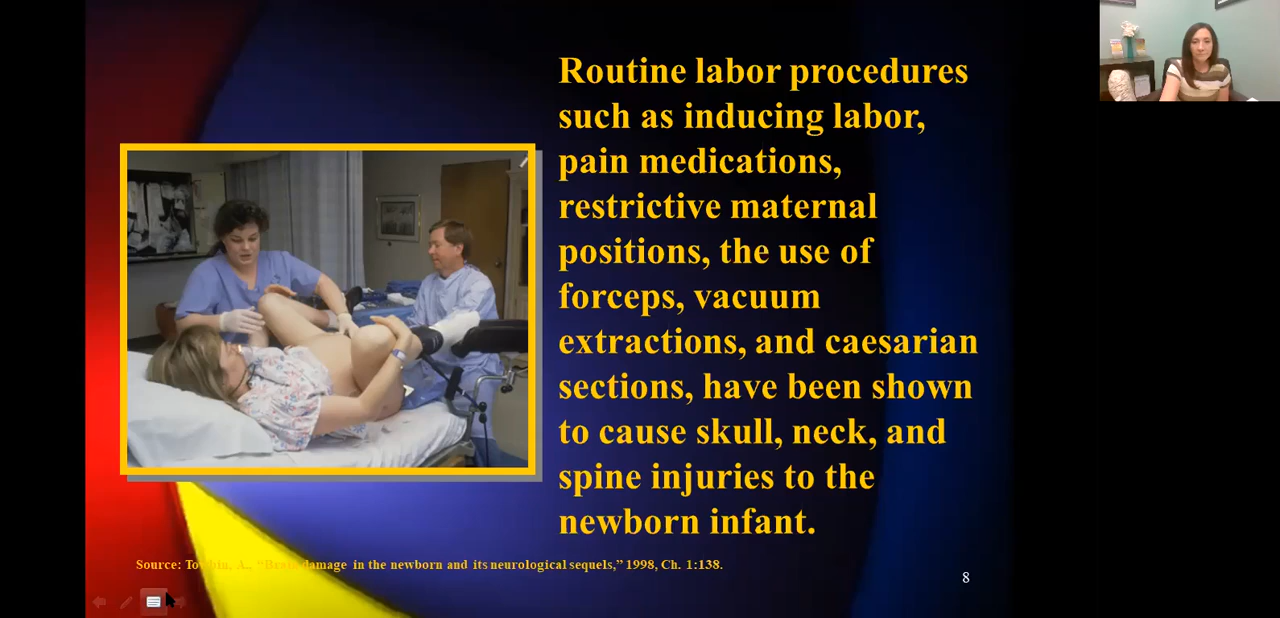 Routine labor procedures
such as inducing labor,
pain medications,
restrictive maternal
positions, the use of
forceps, vacuum
extractions, and caesarian
sections, have been shown
to cause skull, neck, and
spine injuries to the
newborn infant.
Source: A., damage in the newborn and its neurological sequels,” 1998, Ch. 1:138.
8